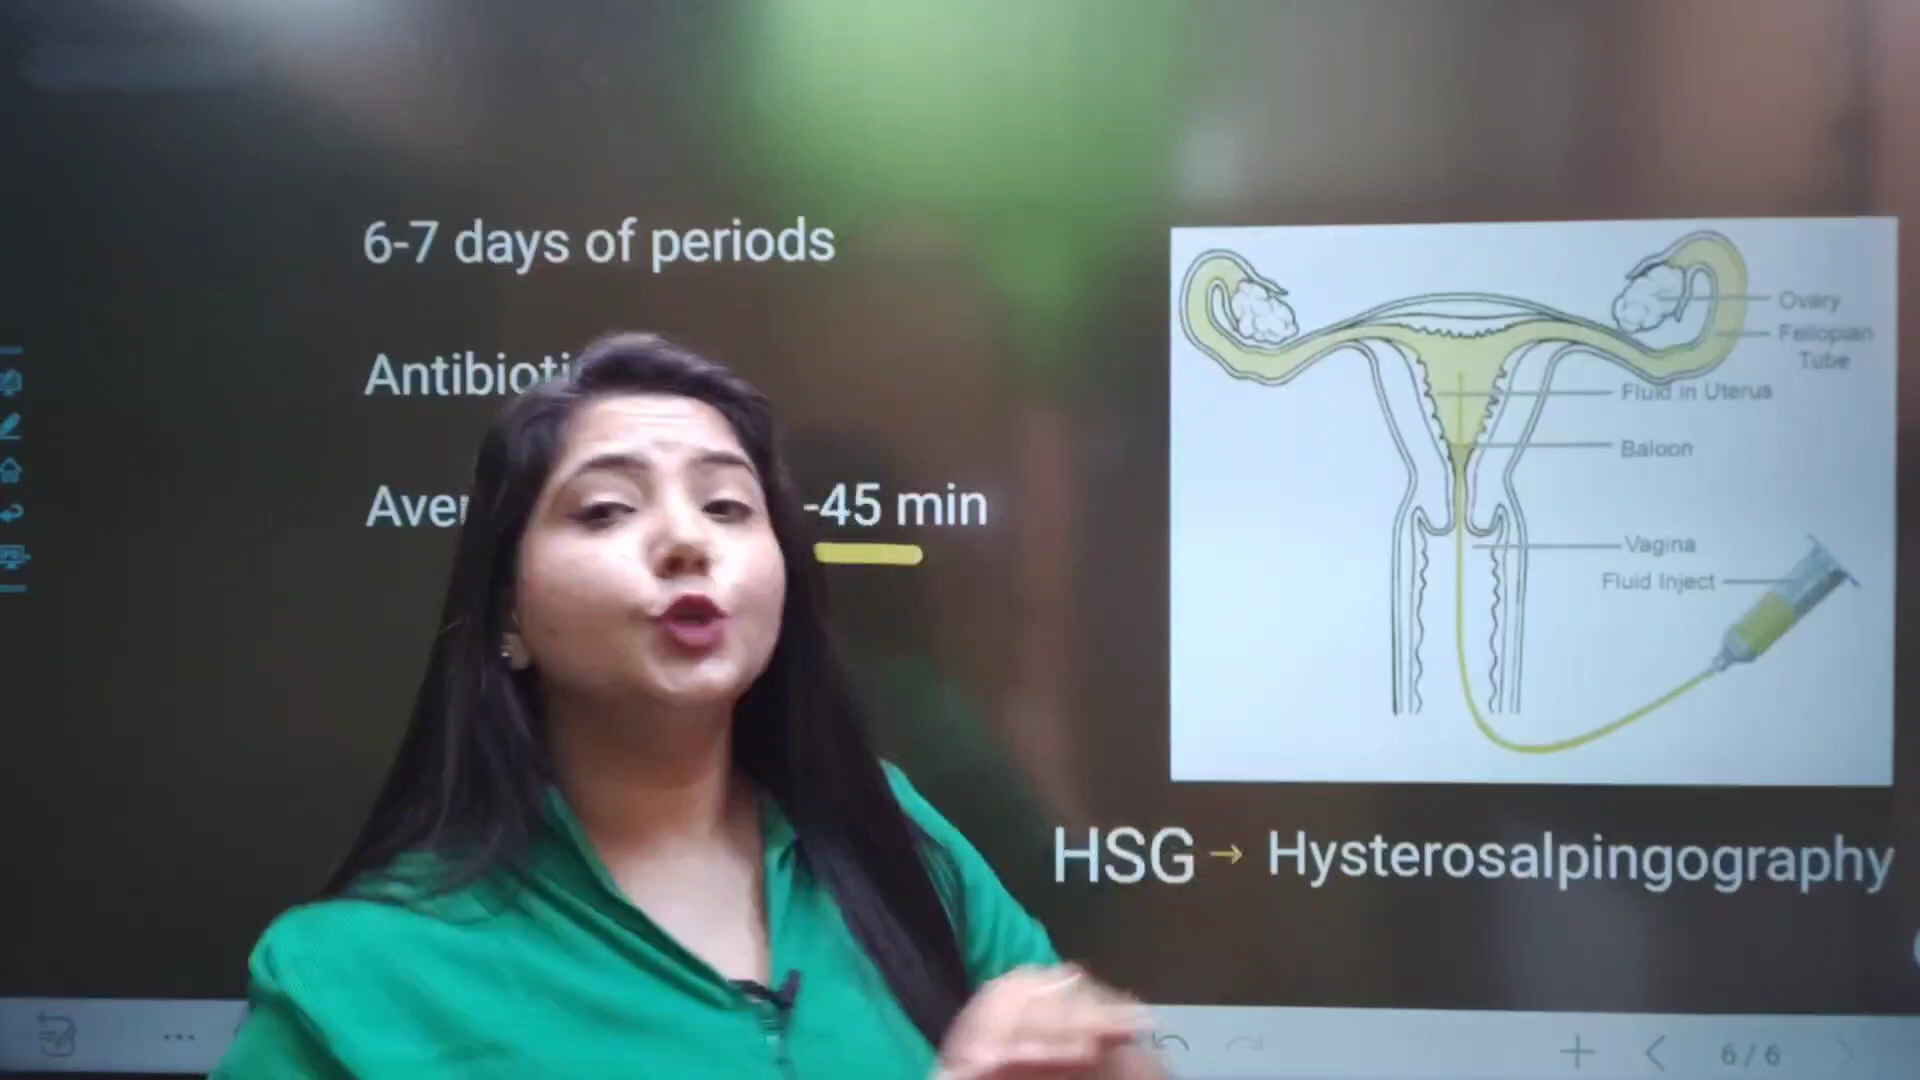 6-7 days of periods
Antibioti
Aver
-45 min
Ovary
Fellopian
Tube
Fluid in Uterus
Baloon
Vagina
Fluid Inject
HSG → Hysterosalpingography
6 / 6